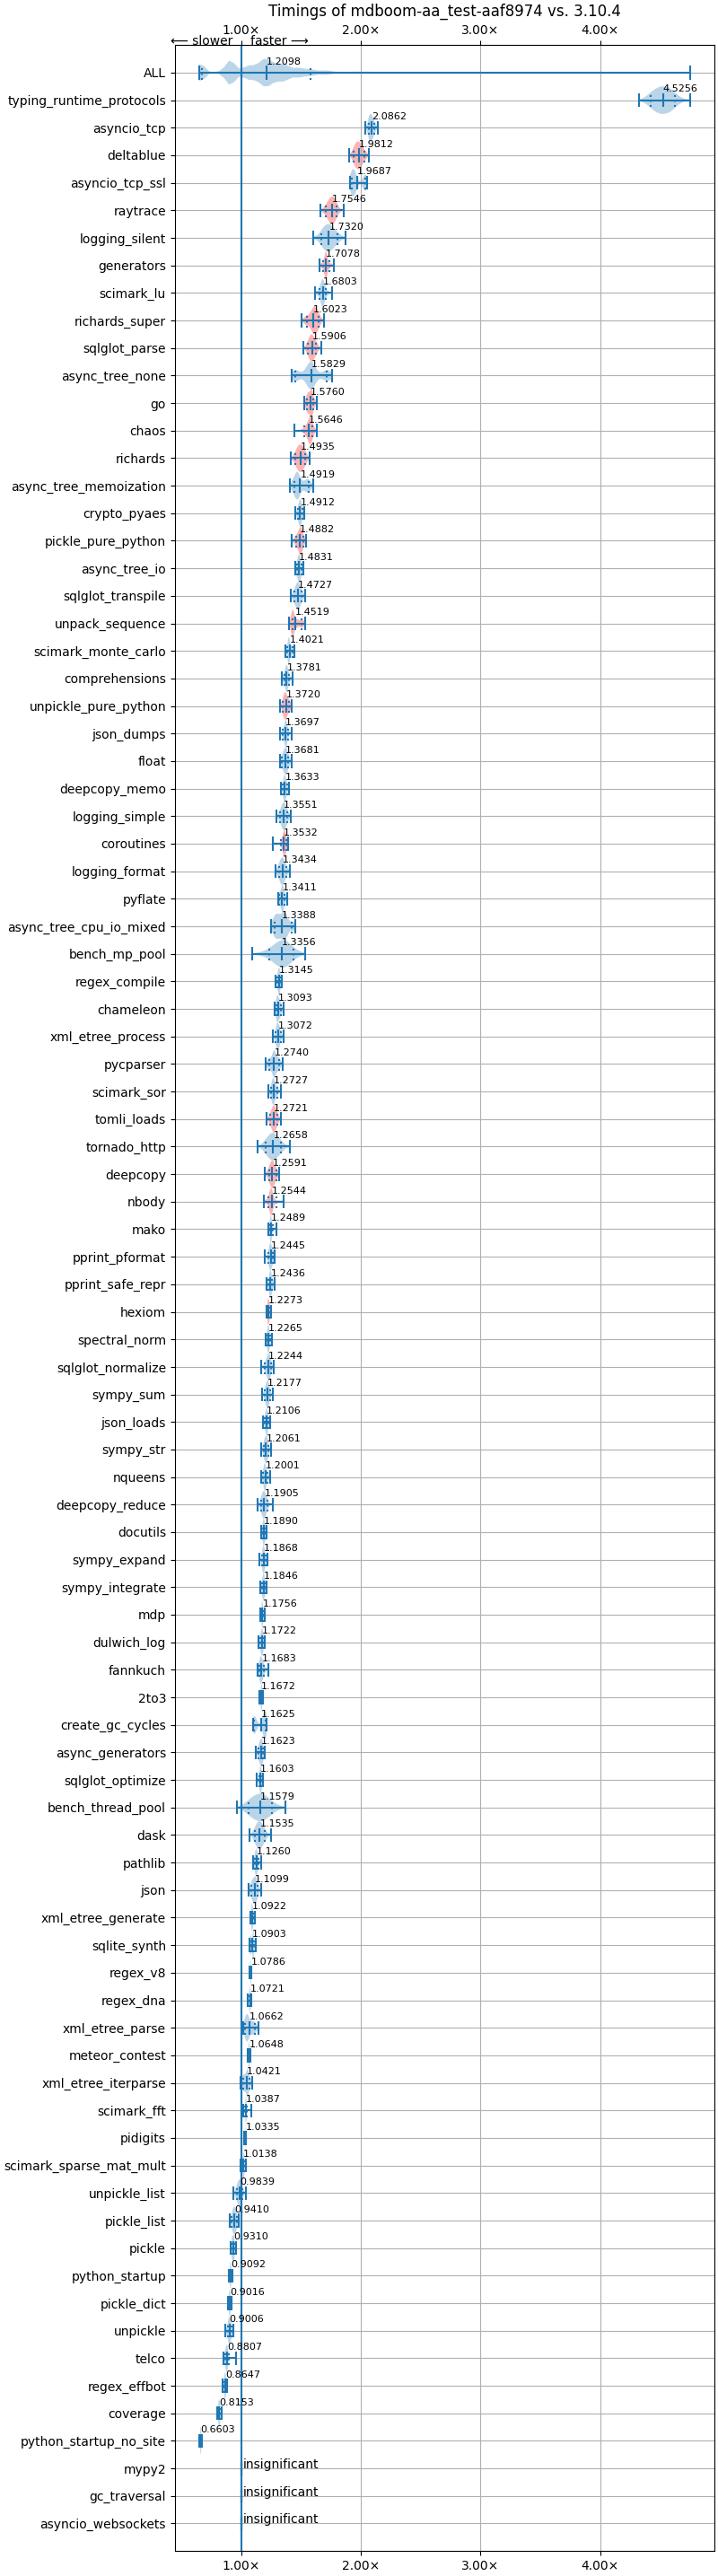 Timings of mdboom-aa_test-aaf8974 vs. 3.10.4
1.00× 2.00× 3.00× 4.00×
⟵ slower faster ⟶
ALL 1.2098
typing_runtime_protocols 4.5256
asyncio_tcp 2.0862
deltablue 1.9812
asyncio_tcp_ssl 1.9687
raytrace 1.7546
logging_silent 1.7320
generators 1.7078
scimark_lu 1.6803
richards_super 1.6023
sqlglot_parse 1.5906
async_tree_none 1.5829
go 1.5760
chaos 1.5646
richards 1.4935
async_tree_memoization 1.4919
crypto_pyaes 1.4912
pickle_pure_python 1.4882
async_tree_io 1.4831
sqlglot_transpile 1.4727
unpack_sequence 1.4519
scimark_monte_carlo 1.4021
comprehensions 1.3781
unpickle_pure_python 1.3720
json_dumps 1.3697
float 1.3681
deepcopy_memo 1.3633
logging_simple 1.3551
coroutines 1.3532
logging_format 1.3434
pyflate 1.3411
async_tree_cpu_io_mixed 1.3388
bench_mp_pool 1.3356
regex_compile 1.3145
chameleon 1.3093
xml_etree_process 1.3072
pycparser 1.2740
scimark_sor 1.2727
tomli_loads 1.2721
tornado_http 1.2658
deepcopy 1.2591
nbody 1.2544
mako 1.2489
pprint_pformat 1.2445
pprint_safe_repr 1.2436
hexiom 1.2273
spectral_norm 1.2265
sqlglot_normalize 1.2244
sympy_sum 1.2177
json_loads 1.2106
sympy_str 1.2061
nqueens 1.2001
deepcopy_reduce 1.1905
docutils 1.1890
sympy_expand 1.1868
sympy_integrate 1.1846
mdp 1.1756
dulwich_log 1.1722
fannkuch 1.1683
2to3 1.1672
create_gc_cycles 1.1625
async_generators 1.1623
sqlglot_optimize 1.1603
bench_thread_pool 1.1579
dask 1.1535
pathlib 1.1260
json 1.1099
xml_etree_generate 1.0922
sqlite_synth 1.0903
regex_v8 1.0786
regex_dna 1.0721
xml_etree_parse 1.0662
meteor_contest 1.0648
xml_etree_iterparse 1.0421
scimark_fft 1.0387
pidigits 1.0335
scimark_sparse_mat_mult 1.0138
unpickle_list 0.9839
pickle_list 0.9410
pickle 0.9310
python_startup 0.9092
pickle_dict 0.9016
unpickle 0.9006
telco 0.8807
regex_effbot 0.8647
coverage 0.8153
python_startup_no_site 0.6603
mypy2 insignificant
gc_traversal insignificant
asyncio_websockets insignificant
1.00× 2.00× 3.00× 4.00×